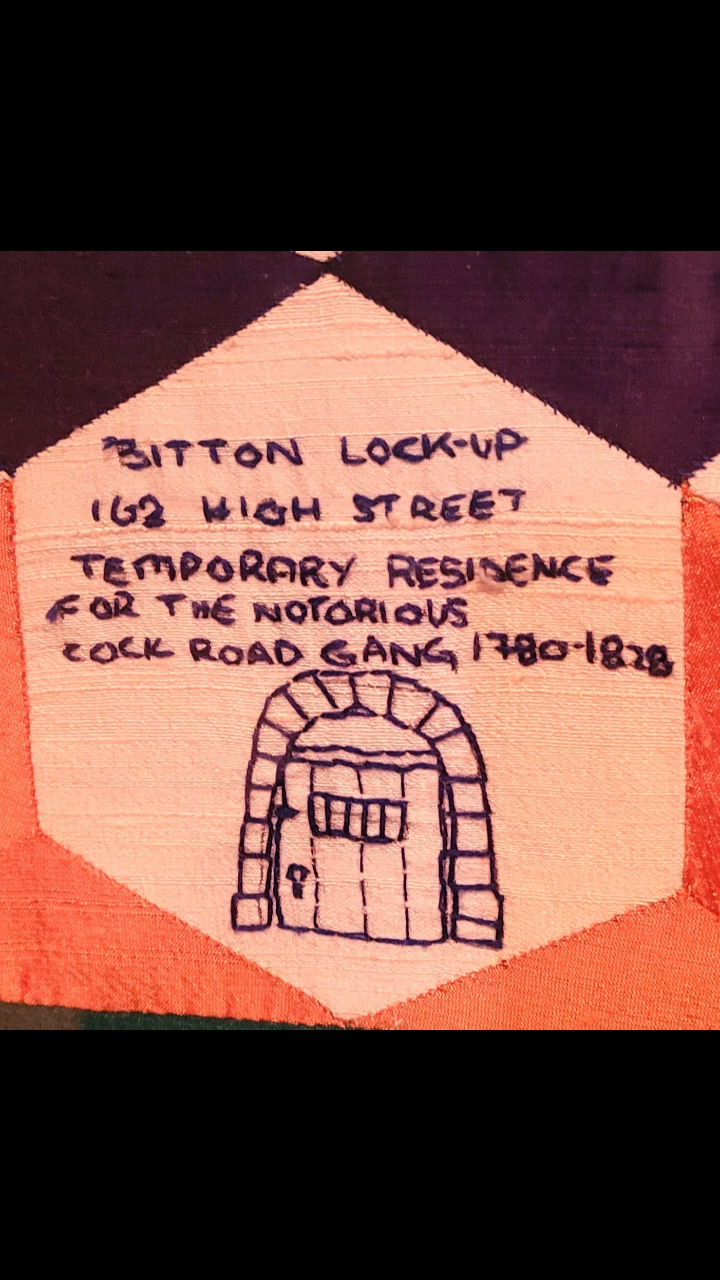 BITTON LOCK-UP
162 HIGH STREET
TEMPORARY RESIDENCE
FOR THE NOTORIOUS
COCK ROAD GANG 1780-1828